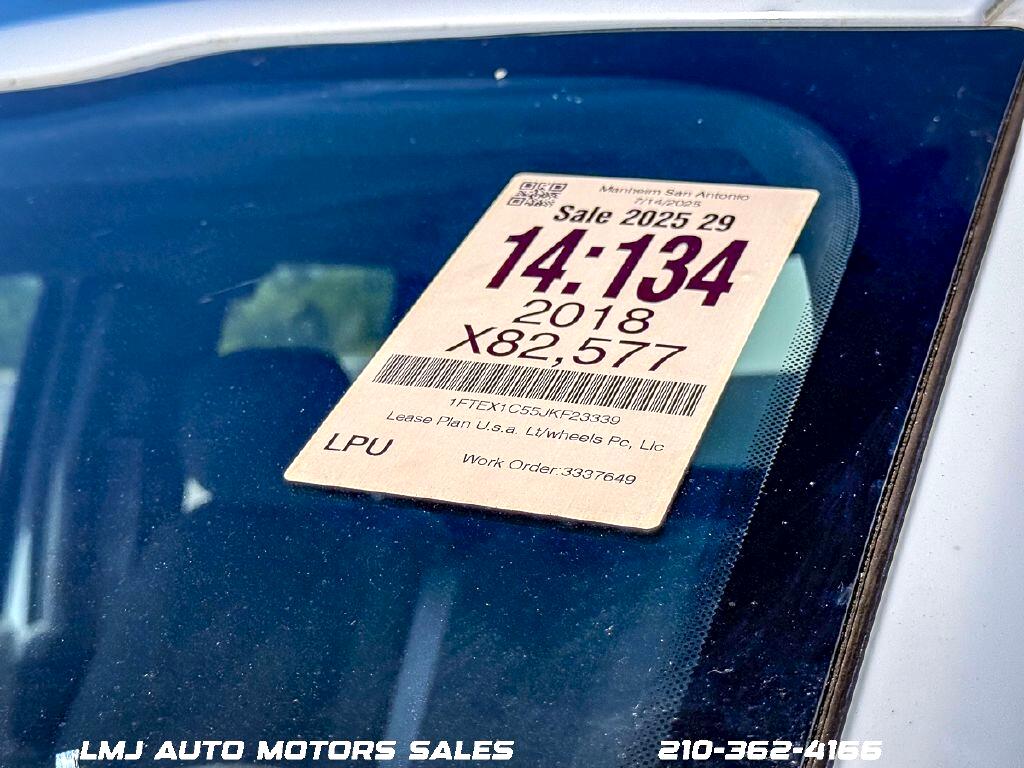 Manheim San Antonio
7/14/2025
Sale 2025 29
14:134
2018
X82,577
1FTEX1C55JKF23339
Lease Plan U.s.a. Lt/wheels Pc, Llc
LPU
Work Order:3337649
LMJ AUTO MOTORS SALES
210-362-4166